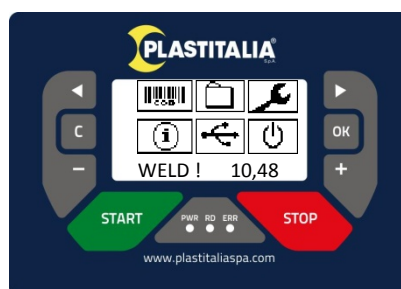 PLASTITALIA
SpA
C
OK
WELD ! 10,48
START
PWR RD ERR
STOP
www.plastitaliaspa.com